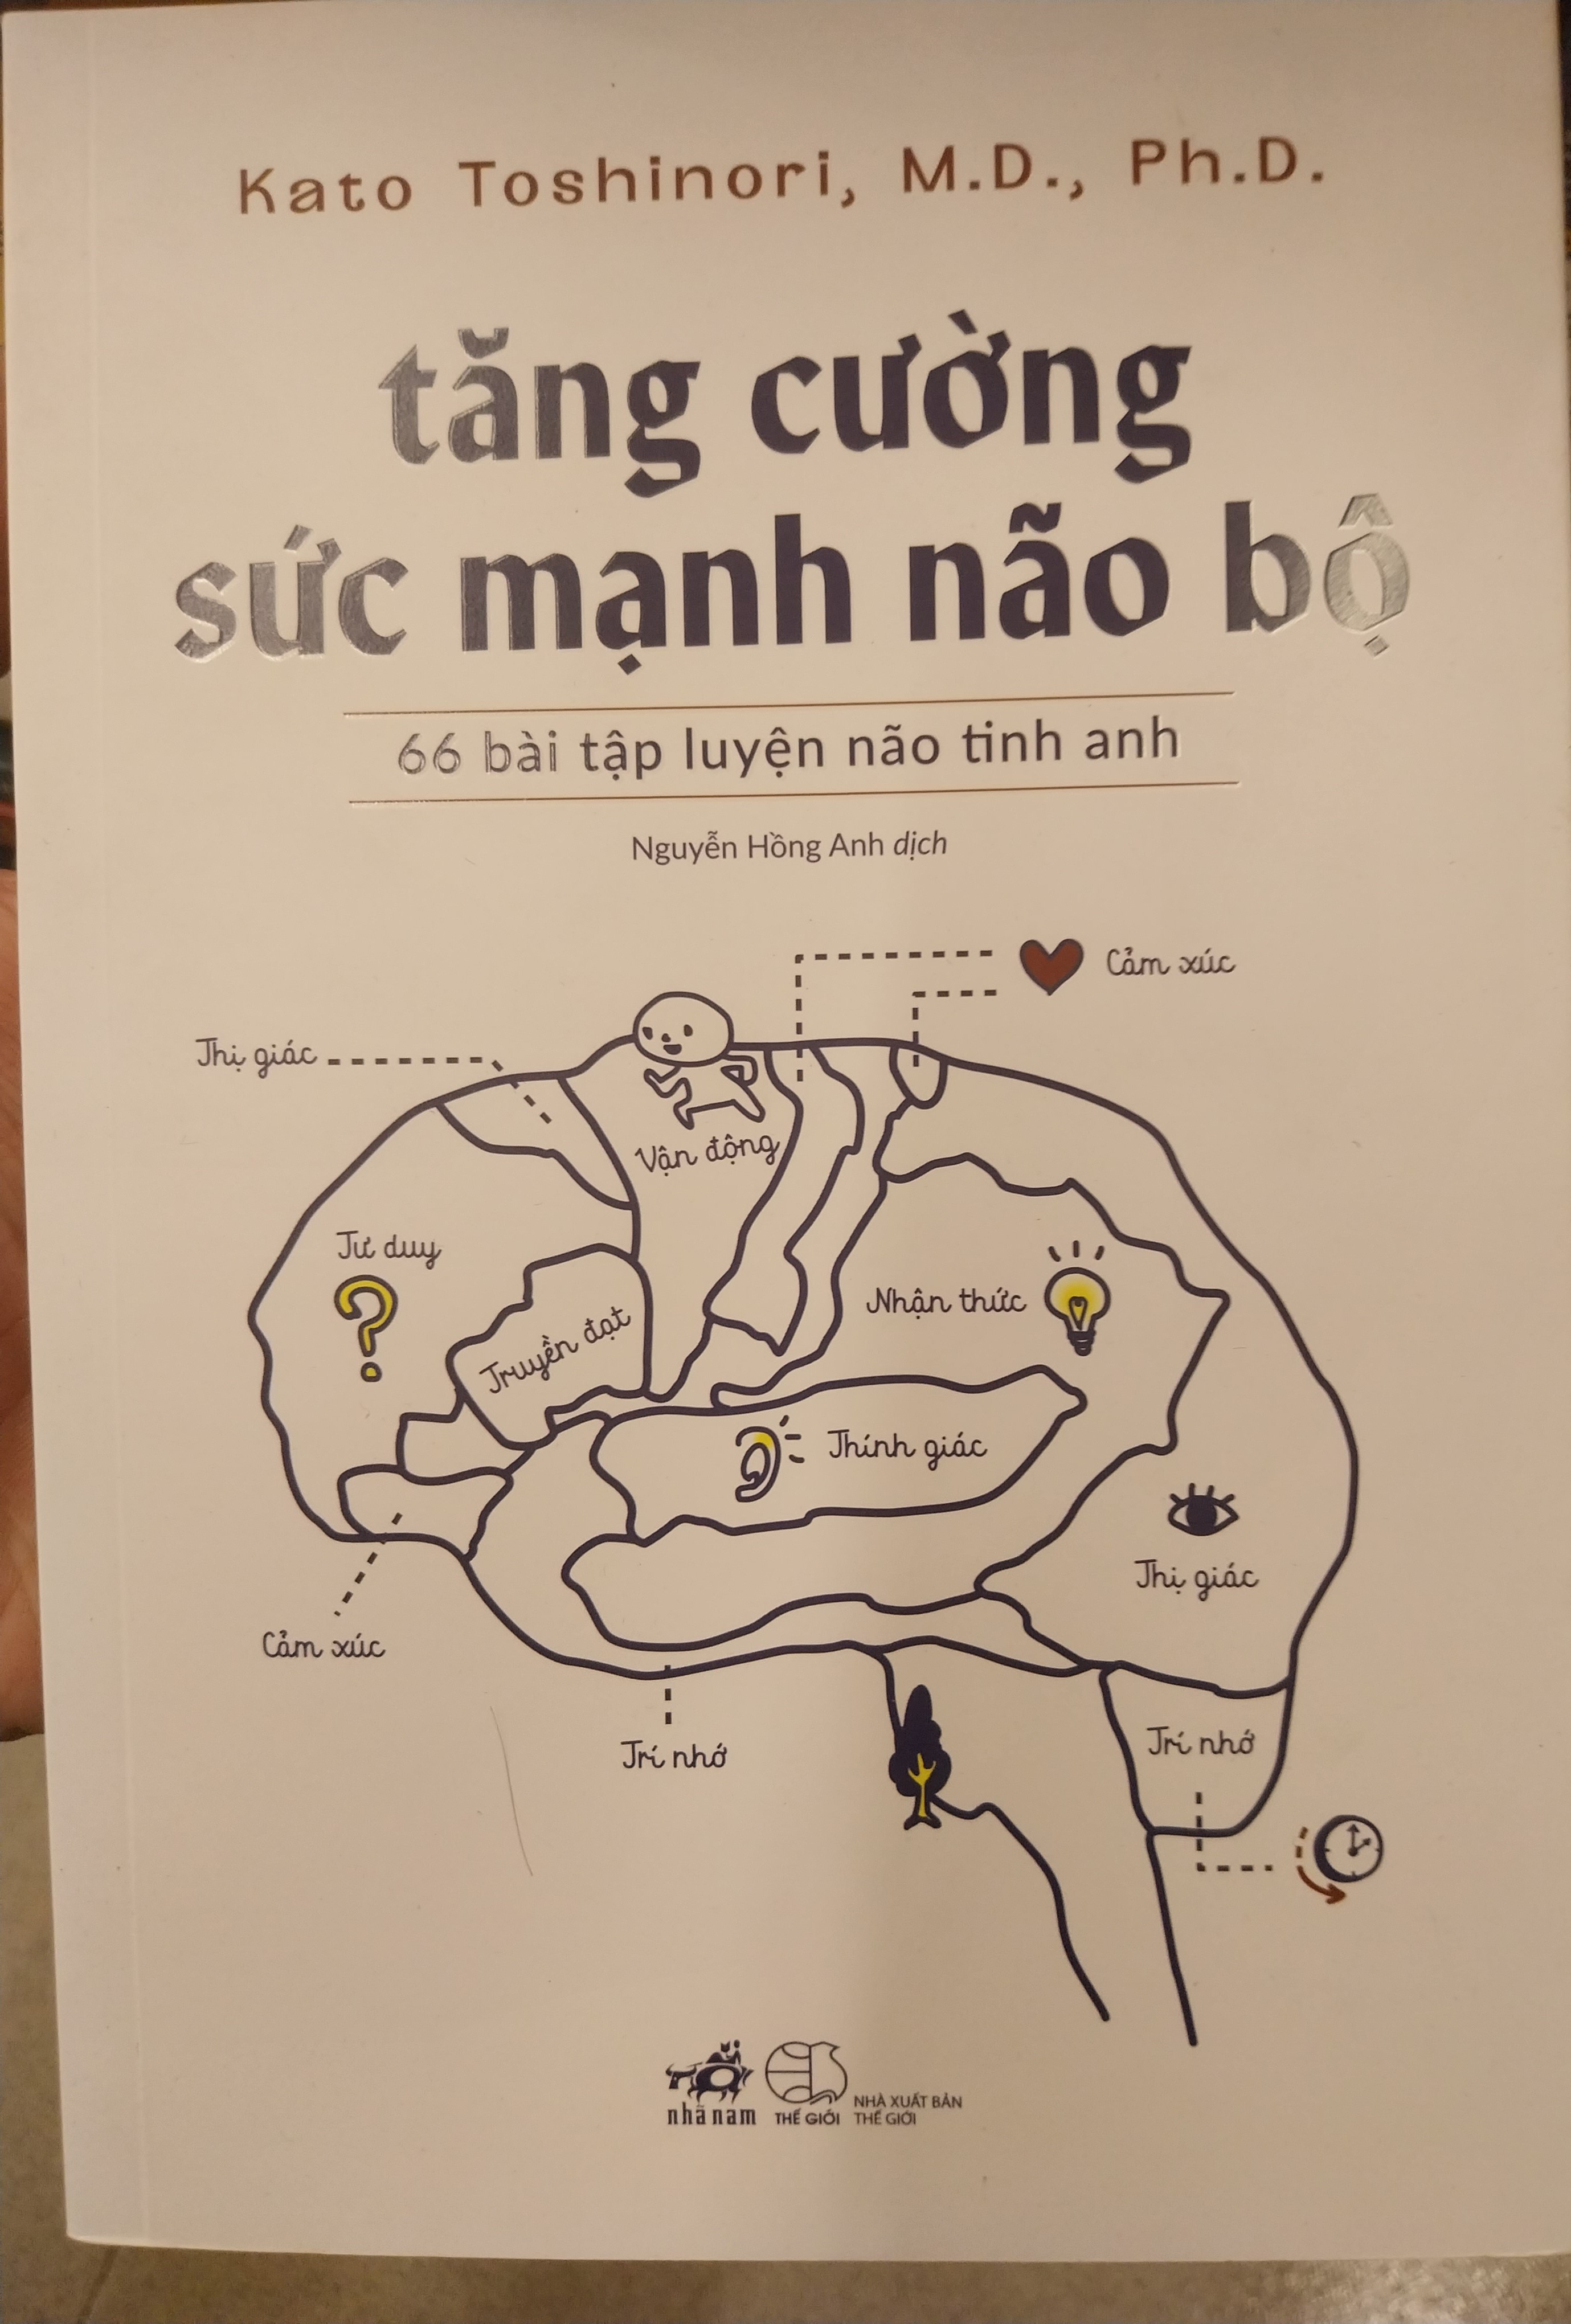 Kato Toshinori, M.D., Ph.D.
tăng cường
sức mạnh não bộ
66 bài tập luyện não tinh anh
Nguyễn Hồng Anh dịch
Cảm xúc
Thị giác
Vận động
Tư duy
Truyền đạt
Nhận thức
Thính giác
Thị giác
Cảm xúc
Trí nhớ
Trí nhớ
nhã nam
THẾ GIỚI
NHÀ XUẤT BẢN
THẾ GIỚI